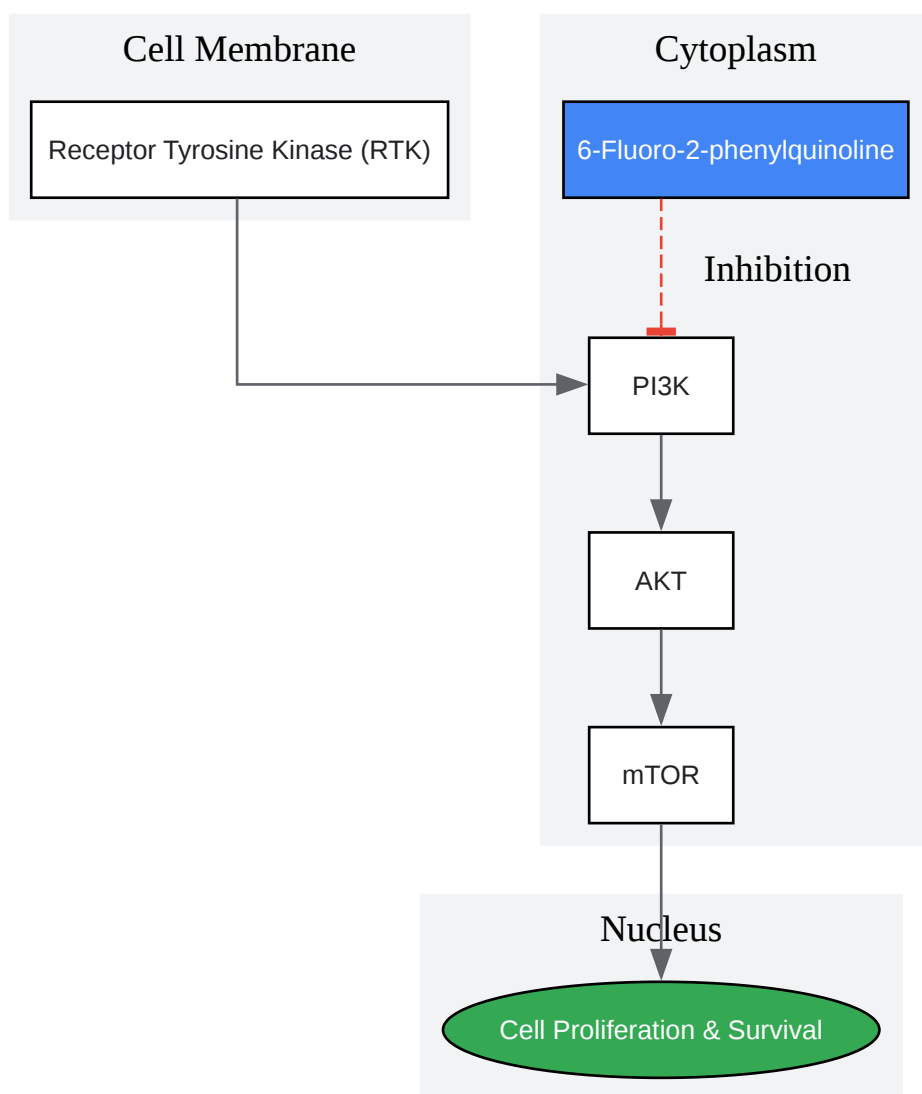 Cell Membrane
Cytoplasm
Receptor Tyrosine Kinase (RTK)
6-Fluoro-2-phenylquinoline
Inhibition
PI3K
AKT
mTOR
Nucleus
Cell Proliferation & Survival